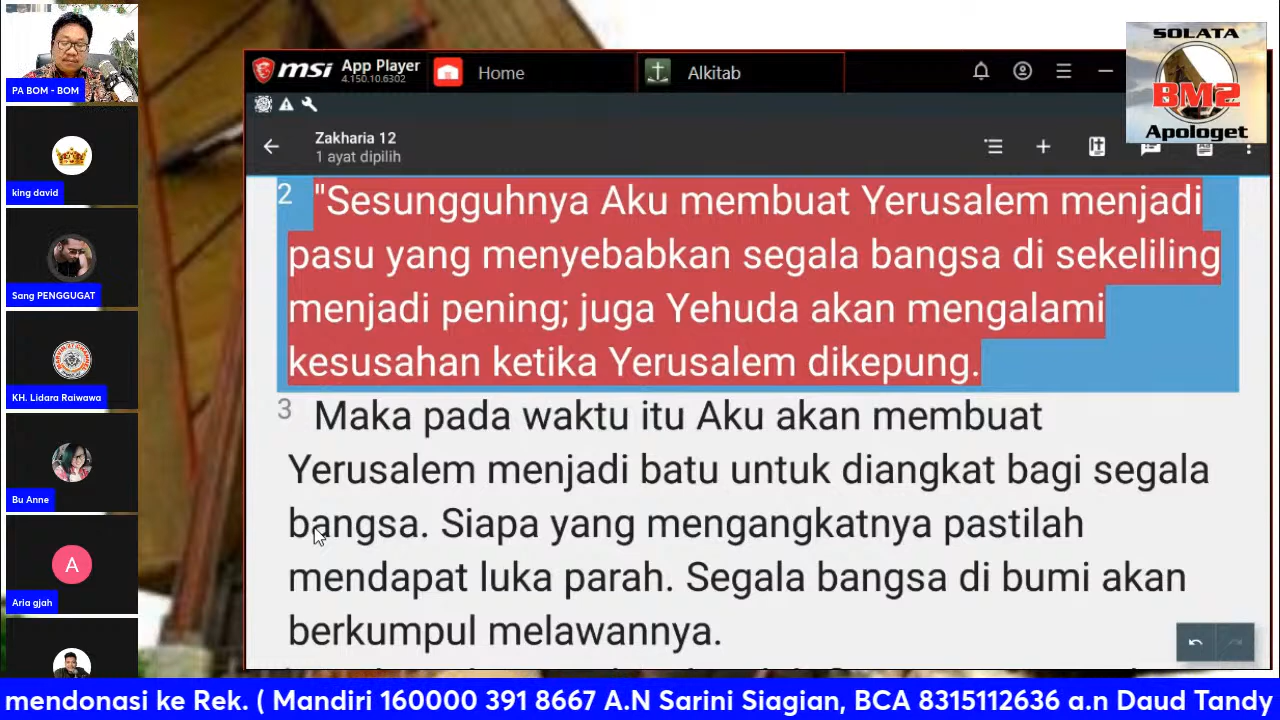 PA BOM - BOM
king david
Sang PENGGUGAT
KH. Lidara Raiwawa
Bu Anne
A
Aria gjah
msi App Player
4.150.10.6302
Home
Alkitab
SOLATA
BM2
Apologet
Zakharia 12
1 ayat dipilih
2 "Sesungguhnya Aku membuat Yerusalem menjadi
pasu yang menyebabkan segala bangsa di sekeliling
menjadi pening; juga Yehuda akan mengalami
kesusahan ketika Yerusalem dikepung.
3 Maka pada waktu itu Aku akan membuat
Yerusalem menjadi batu untuk diangkat bagi segala
bangsa. Siapa yang mengangkatnya pastilah
mendapat luka parah. Segala bangsa di bumi akan
berkumpul melawannya.
mendonasi ke Rek. ( Mandiri 160000 391 8667 A.N Sarini Siagian, BCA 8315112636 a.n Daud Tandy